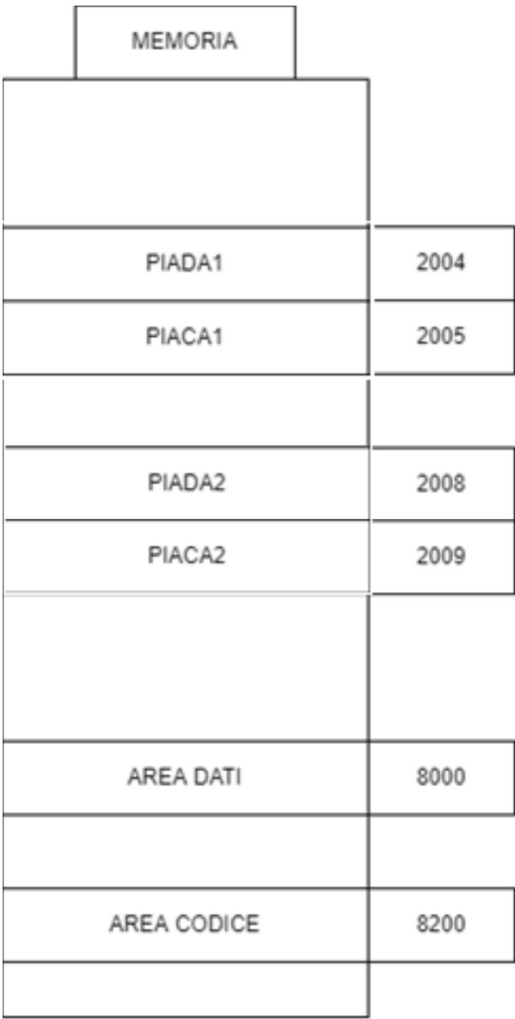 MEMORIA
PIADA1 2004
PIACA1 2005
PIADA2 2008
PIACA2 2009
AREA DATI 8000
AREA CODICE 8200